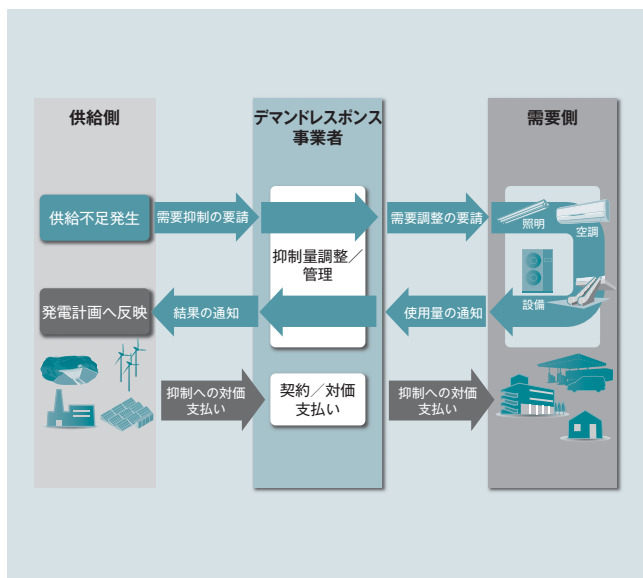 供給側
デマンドレスポンス
事業者
需要側
供給不足発生
需要抑制の要請
需要調整の要請
照明
空調
抑制量調整／
管理
設備
発電計画へ反映
結果の通知
使用量の通知
抑制への対価
支払い
契約／対価
支払い
抑制への対価
支払い